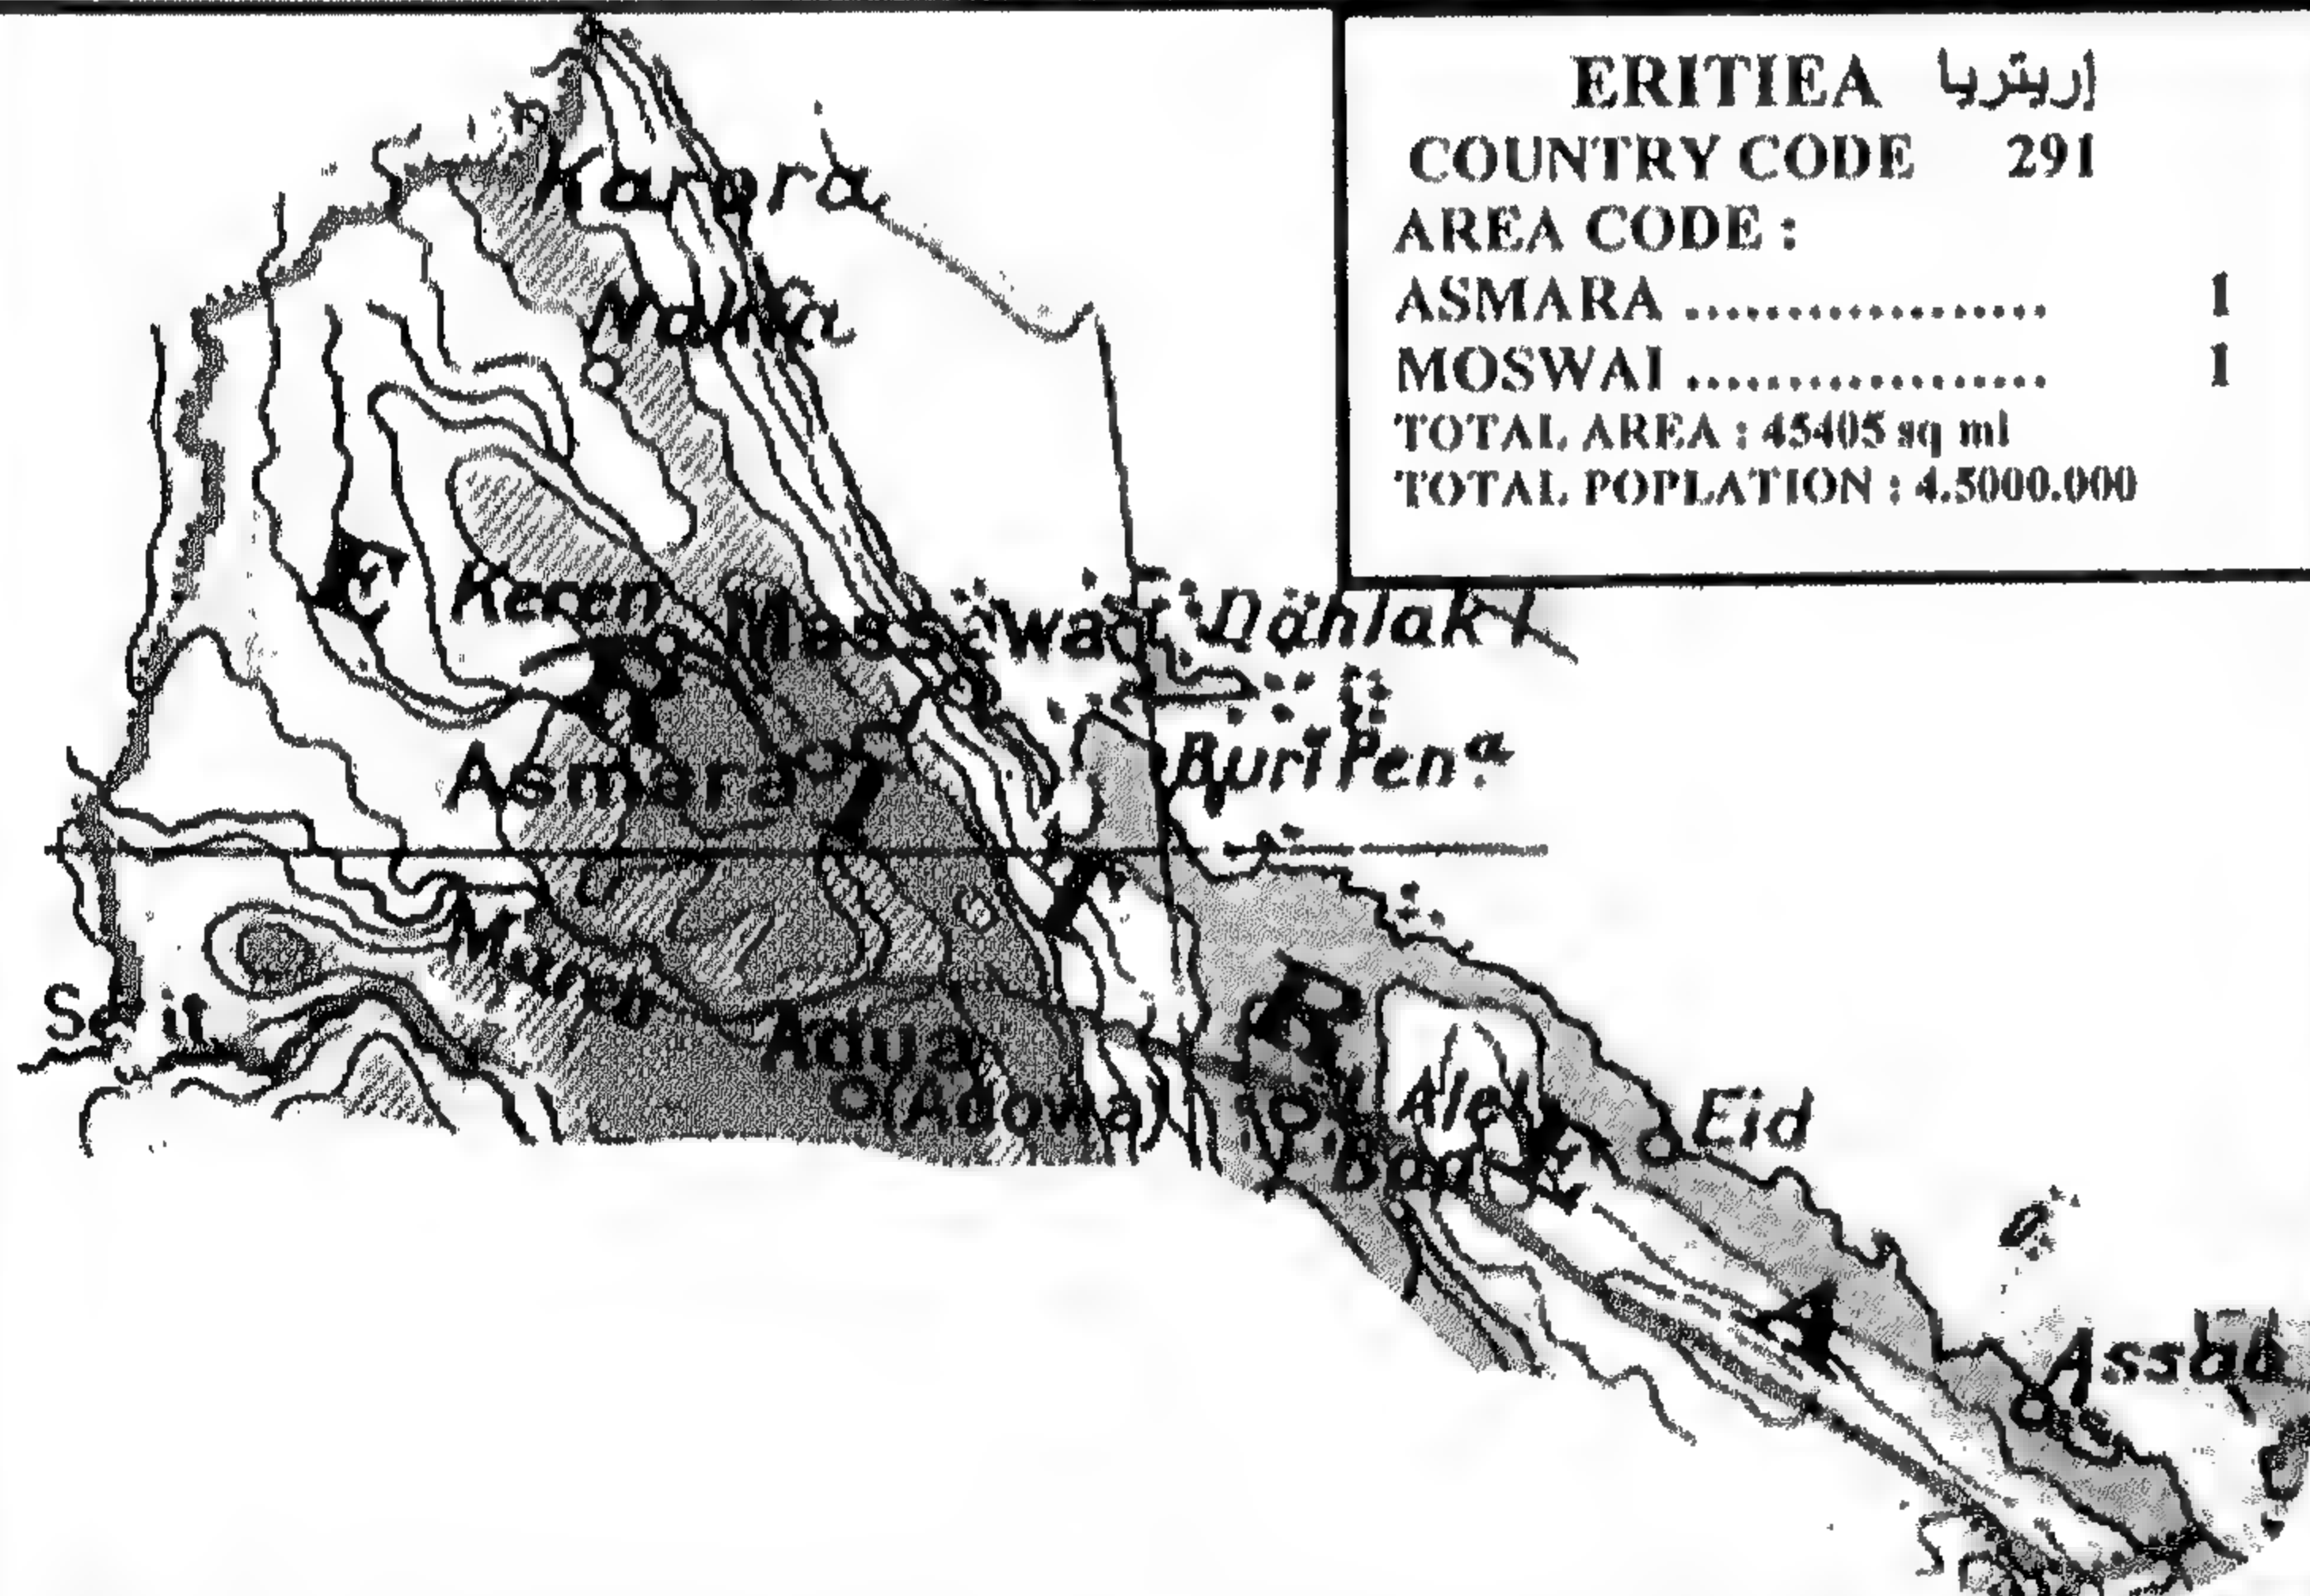 ERITIEA إريتريا
COUNTRY CODE 291
AREA CODE :
ASMARA .................. 1
MOSWAI .................. 1
TOTAL AREA : 45405 sq ml
TOTAL POPLATION : 4.5000.000
Karora
Nakfa
Keren
Massawa
Dahlak
Buri Pen a
Asmara
Mareb
Adua
(Adowa)
Eid
Assab
E
R
I
T
R
E
A